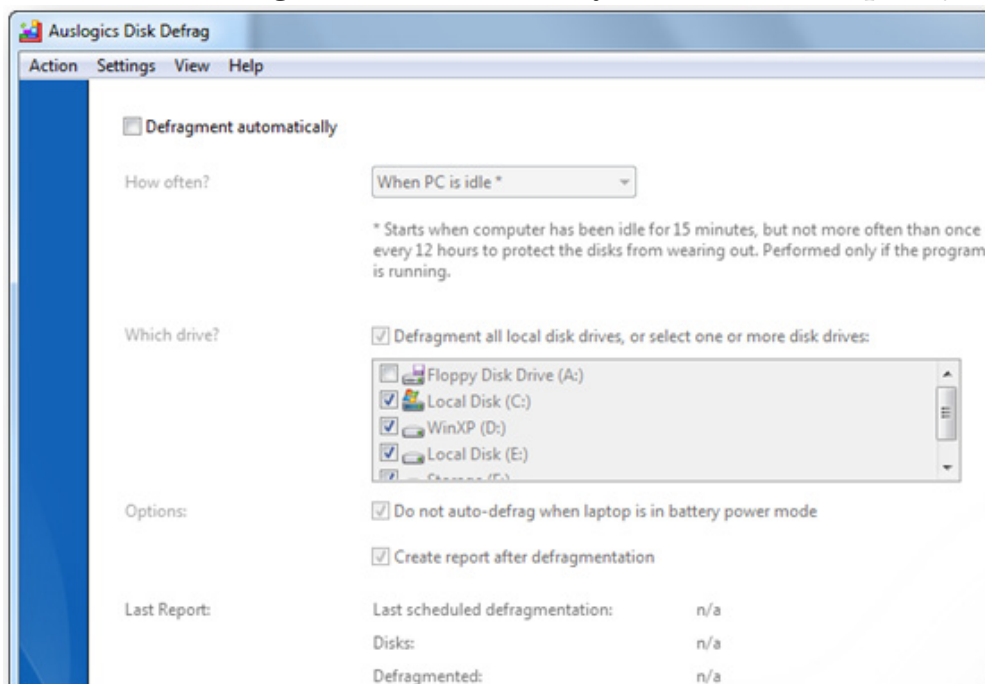 Auslogics Disk Defrag
Action Settings View Help
Defragment automatically
How often? When PC is idle *
* Starts when computer has been idle for 15 minutes, but not more often than once
every 12 hours to protect the disks from wearing out. Performed only if the program
is running.
Which drive? Defragment all local disk drives, or select one or more disk drives:
Floppy Disk Drive (A:)
Local Disk (C:)
WinXP (D:)
Local Disk (E:)
Storage (F:)
Options: Do not auto-defrag when laptop is in battery power mode
Create report after defragmentation
Last Report: Last scheduled defragmentation: n/a
Disks: n/a
Defragmented: n/a